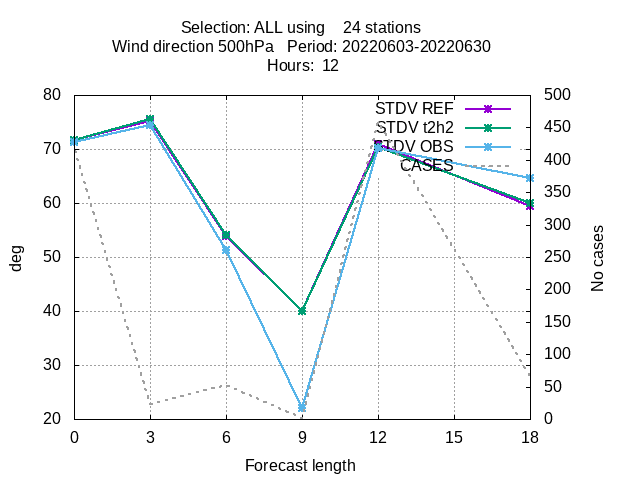 Selection: ALL using    24 stations
Wind direction 500hPa   Period: 20220603-20220630
Hours:  12
STDV REF
STDV t2h2
STDV OBS
CASES
deg
No cases
80
70
60
50
40
30
20
500
450
400
350
300
250
200
150
100
50
0
0 3 6 9 12 15 18
Forecast length